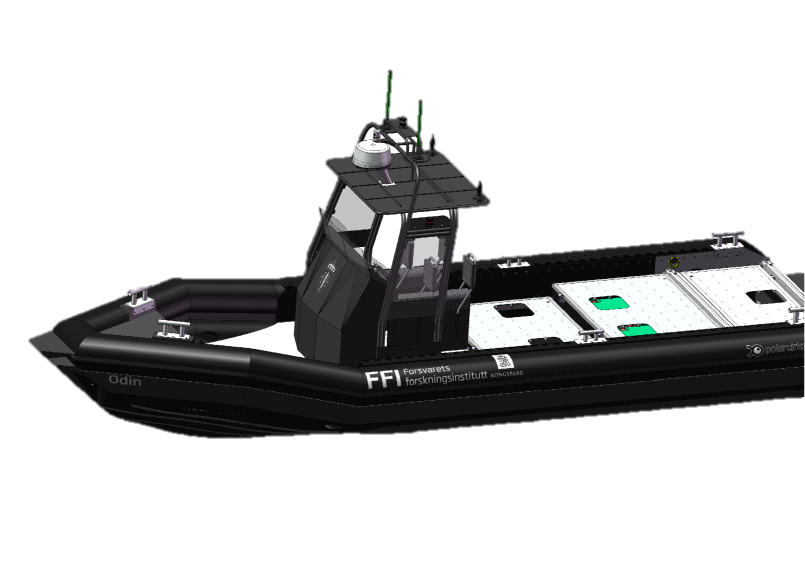 Odin
FFI Forsvarets
forskningsinstitutt
KONGSBERG
polarcirkel